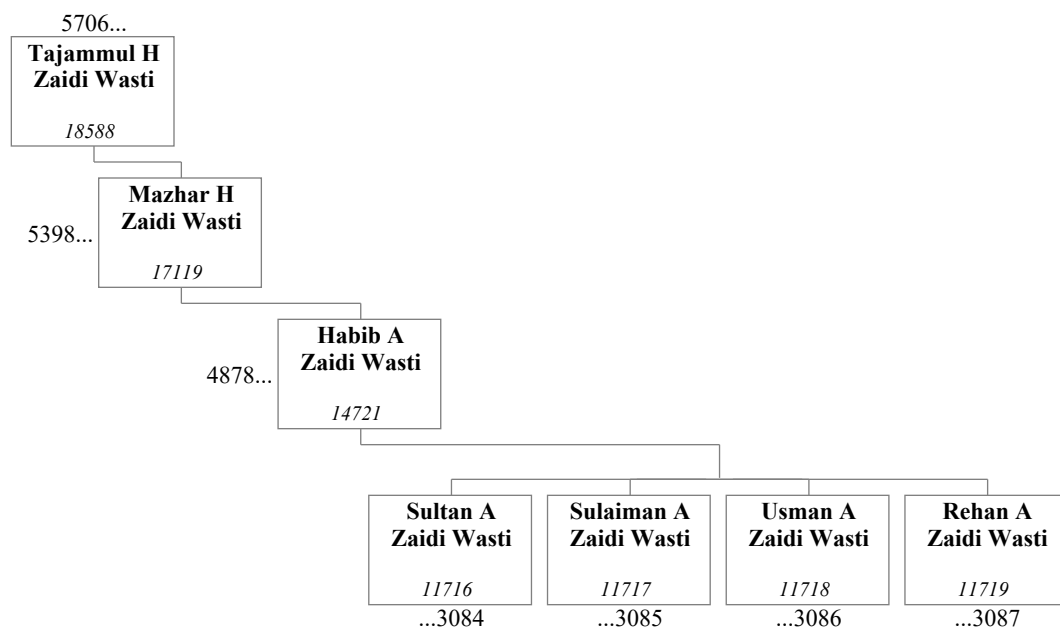 5706...
Tajammul H
Zaidi Wasti
18588
Mazhar H
Zaidi Wasti
5398...
17119
Habib A
Zaidi Wasti
4878...
14721
Sultan A
Zaidi Wasti
11716
...3084
Sulaiman A
Zaidi Wasti
11717
...3085
Usman A
Zaidi Wasti
11718
...3086
Rehan A
Zaidi Wasti
11719
...3087